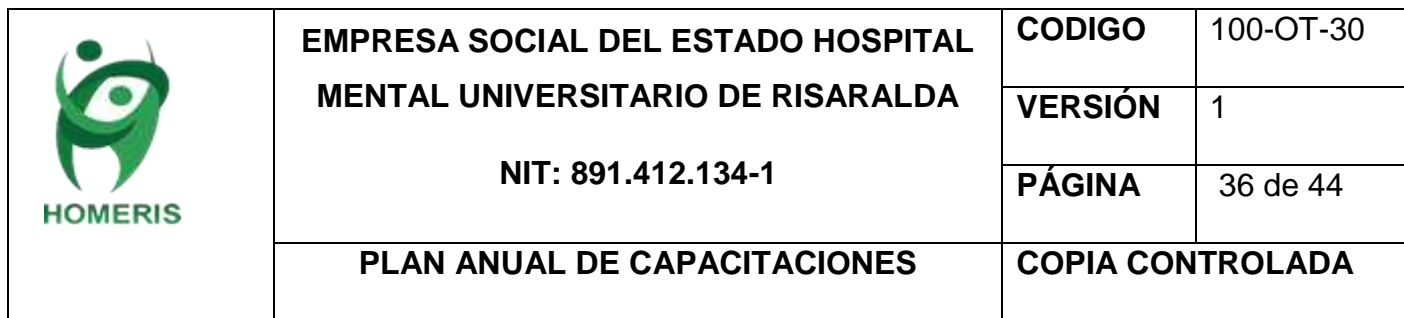 HOMERIS
EMPRESA SOCIAL DEL ESTADO HOSPITAL
MENTAL UNIVERSITARIO DE RISARALDA
NIT: 891.412.134-1
PLAN ANUAL DE CAPACITACIONES
CODIGO 100-OT-30
VERSIÓN 1
PÁGINA 36 de 44
COPIA CONTROLADA